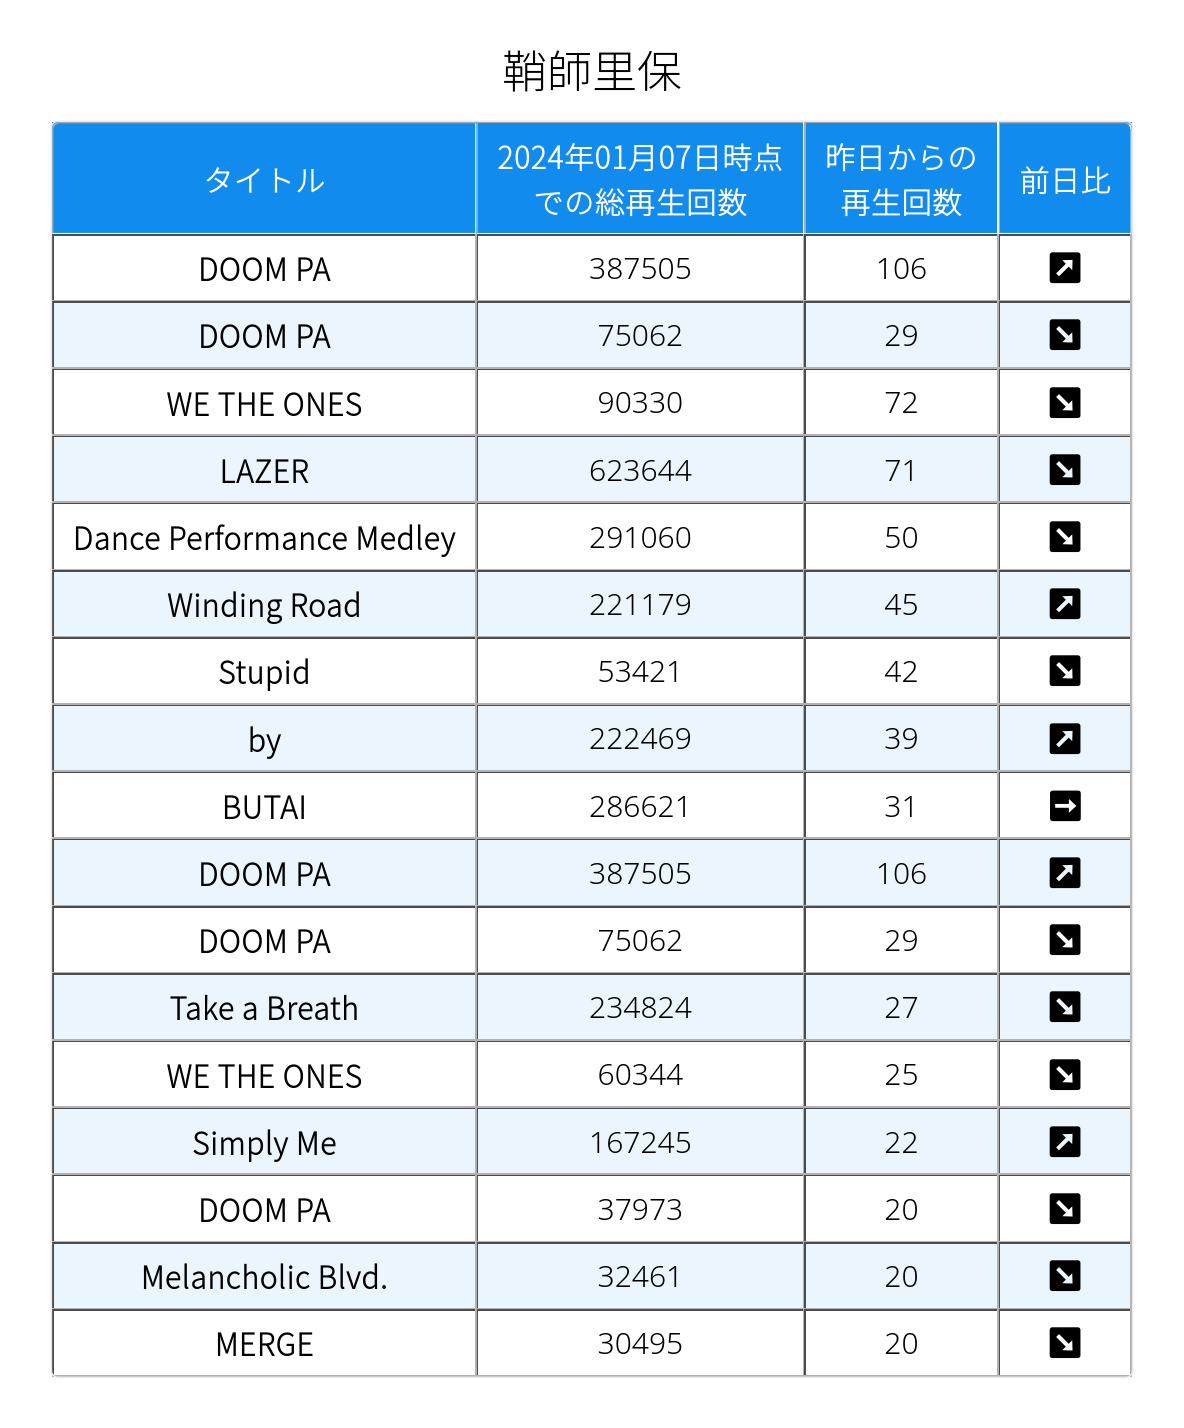 鞘師里保
タイトル 2024年01月07日時点での総再生回数 昨日からの再生回数 前日比
DOOM PA 387505 106 ↗
DOOM PA 75062 29 ↘
WE THE ONES 90330 72 ↘
LAZER 623644 71 ↘
Dance Performance Medley 291060 50 ↘
Winding Road 221179 45 ↗
Stupid 53421 42 ↘
by 222469 39 ↗
BUTAI 286621 31 →
DOOM PA 387505 106 ↗
DOOM PA 75062 29 ↘
Take a Breath 234824 27 ↘
WE THE ONES 60344 25 ↘
Simply Me 167245 22 ↗
DOOM PA 37973 20 ↘
Melancholic Blvd. 32461 20 ↘
MERGE 30495 20 ↘